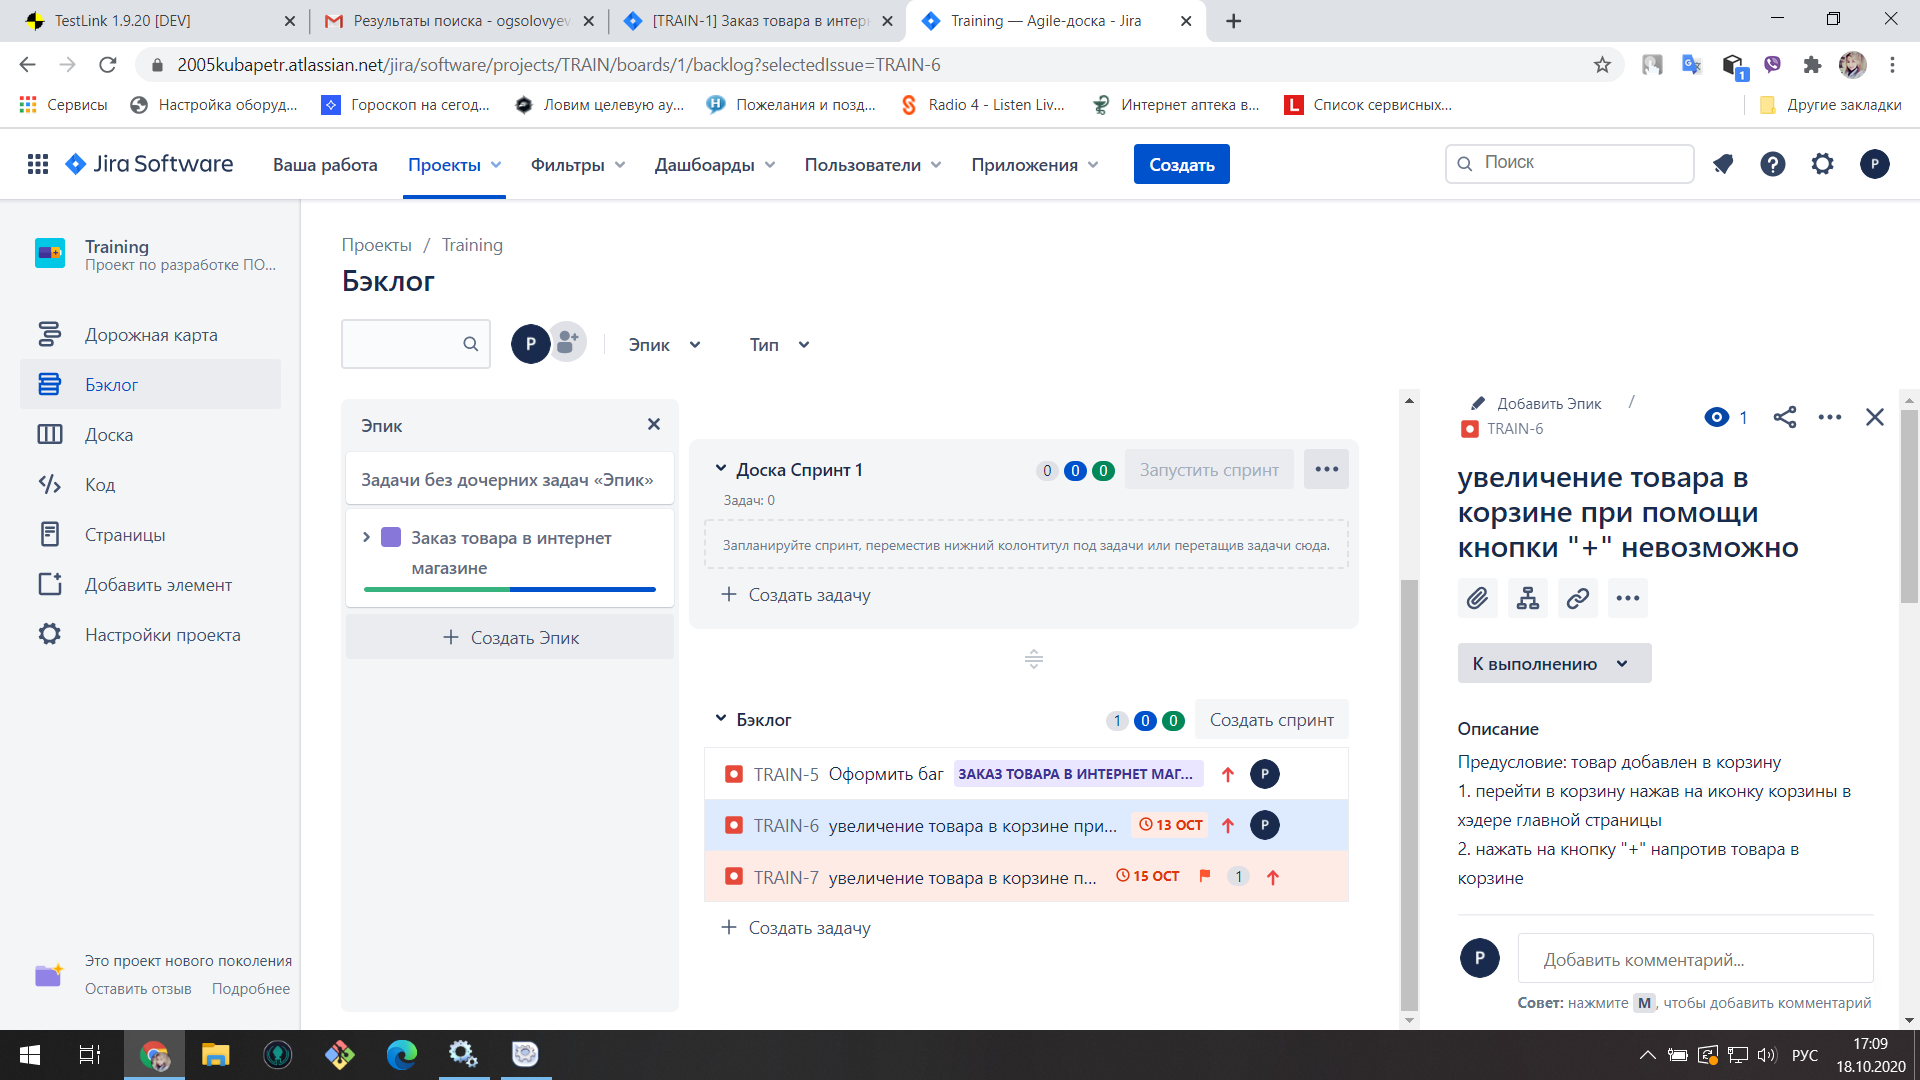 TestLink 1.9.20 [DEV]
Результаты поиска - ogsolovyev
[TRAIN-1] Заказ товара в интерн
Training — Agile-доска - Jira
2005kubapetr.atlassian.net/jira/software/projects/TRAIN/boards/1/backlog?selectedIssue=TRAIN-6
1
Сервисы
Настройка оборуд...
Гороскоп на сегод...
Ловим целевую ау...
Пожелания и позд...
Radio 4 - Listen Liv...
Интернет аптека в...
Список сервисных...
Другие закладки
Jira Software
Ваша работа
Проекты
Фильтры
Дашборды
Пользователи
Приложения
Создать
Поиск
P
Training
Проект по разработке ПО...
Дорожная карта
Бэклог
Доска
Код
Страницы
Добавить элемент
Настройки проекта
Это проект нового поколения
Оставить отзыв Подробнее
Проекты / Training
Бэклог
P
Эпик
Тип
Эпик
Задачи без дочерних задач «Эпик»
Заказ товара в интернет
магазине
+ Создать Эпик
Доска Спринт 1
0 0 0
Запустить спринт
Задач: 0
Запланируйте спринт, переместив нижний колонтитул под задачи или перетащив задачи сюда.
+ Создать задачу
Бэклог
1 0 0
Создать спринт
TRAIN-5 Оформить баг ЗАКАЗ ТОВАРА В ИНТЕРНЕТ МАГ... P
TRAIN-6 увеличение товара в корзине при... 13 ОСТ P
TRAIN-7 увеличение товара в корзине п... 15 ОСТ 1
+ Создать задачу
Добавить Эпик /
TRAIN-6
1
увеличение товара в
корзине при помощи
кнопки "+" невозможно
К выполнению
Описание
Предусловие: товар добавлен в корзину
1. перейти в корзину нажав на иконку корзины в
хэдере главной страницы
2. нажать на кнопку "+" напротив товара в
корзине
P
Добавить комментарий...
Совет: нажмите M, чтобы добавить комментарий
РУС
17:09
18.10.2020